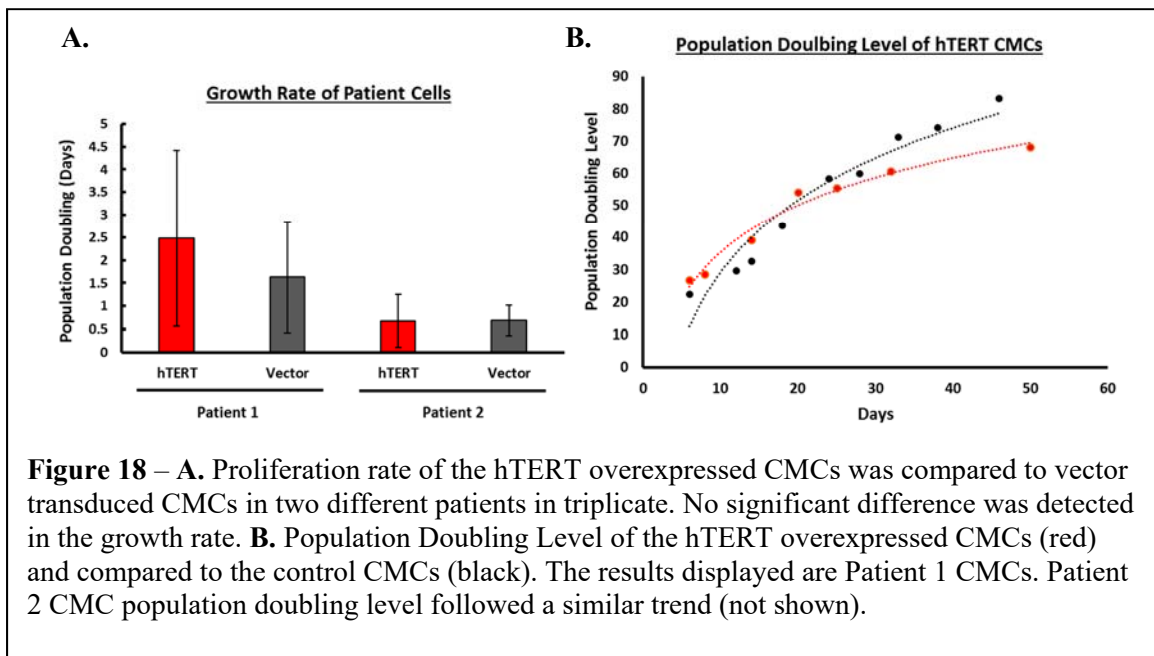 A.
Growth Rate of Patient Cells
Population Doubling (Days)
5
4.5
4
3.5
3
2.5
2
1.5
1
0.5
0
hTERT Vector hTERT Vector
Patient 1 Patient 2
B.
Population Doulbing Level of hTERT CMCs
Population Doubling Level
90
80
70
60
50
40
30
20
10
0
0 10 20 30 40 50 60
Days
Figure 18 – A. Proliferation rate of the hTERT overexpressed CMCs was compared to vector
transduced CMCs in two different patients in triplicate. No significant difference was detected
in the growth rate. B. Population Doubling Level of the hTERT overexpressed CMCs (red)
and compared to the control CMCs (black). The results displayed are Patient 1 CMCs. Patient
2 CMC population doubling level followed a similar trend (not shown).